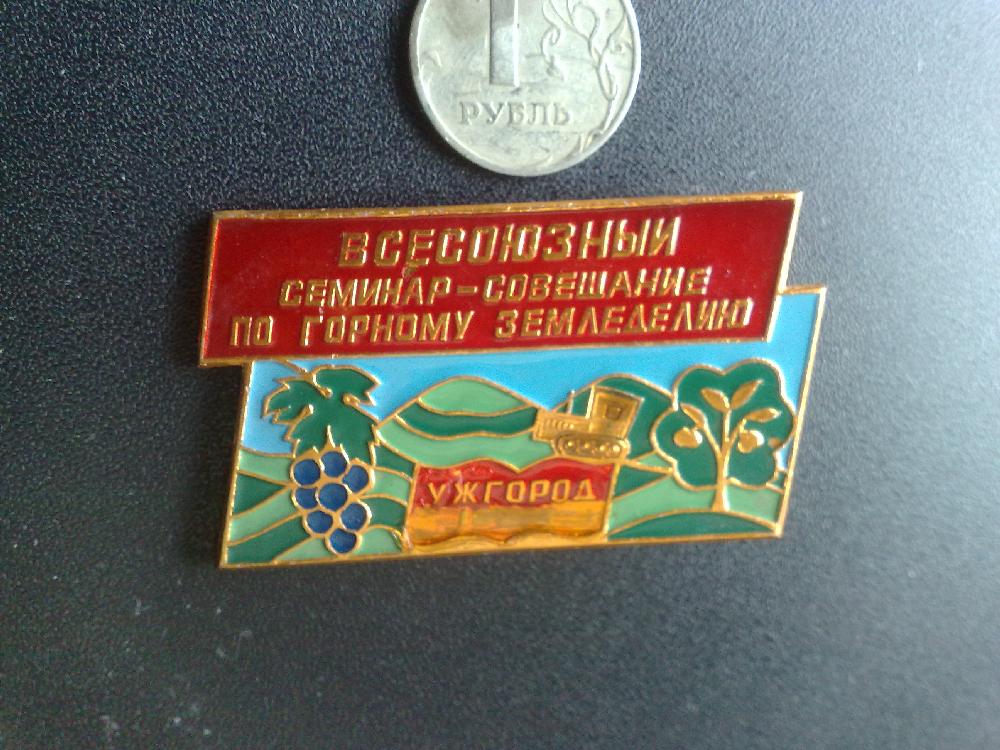 1
РУБЛЬ
ВСЕСОЮЗНЫЙ
СЕМИНАР-СОВЕЩАНИЕ
ПО ГОРНОМУ ЗЕМЛЕДЕЛИЮ
УЖГОРОД